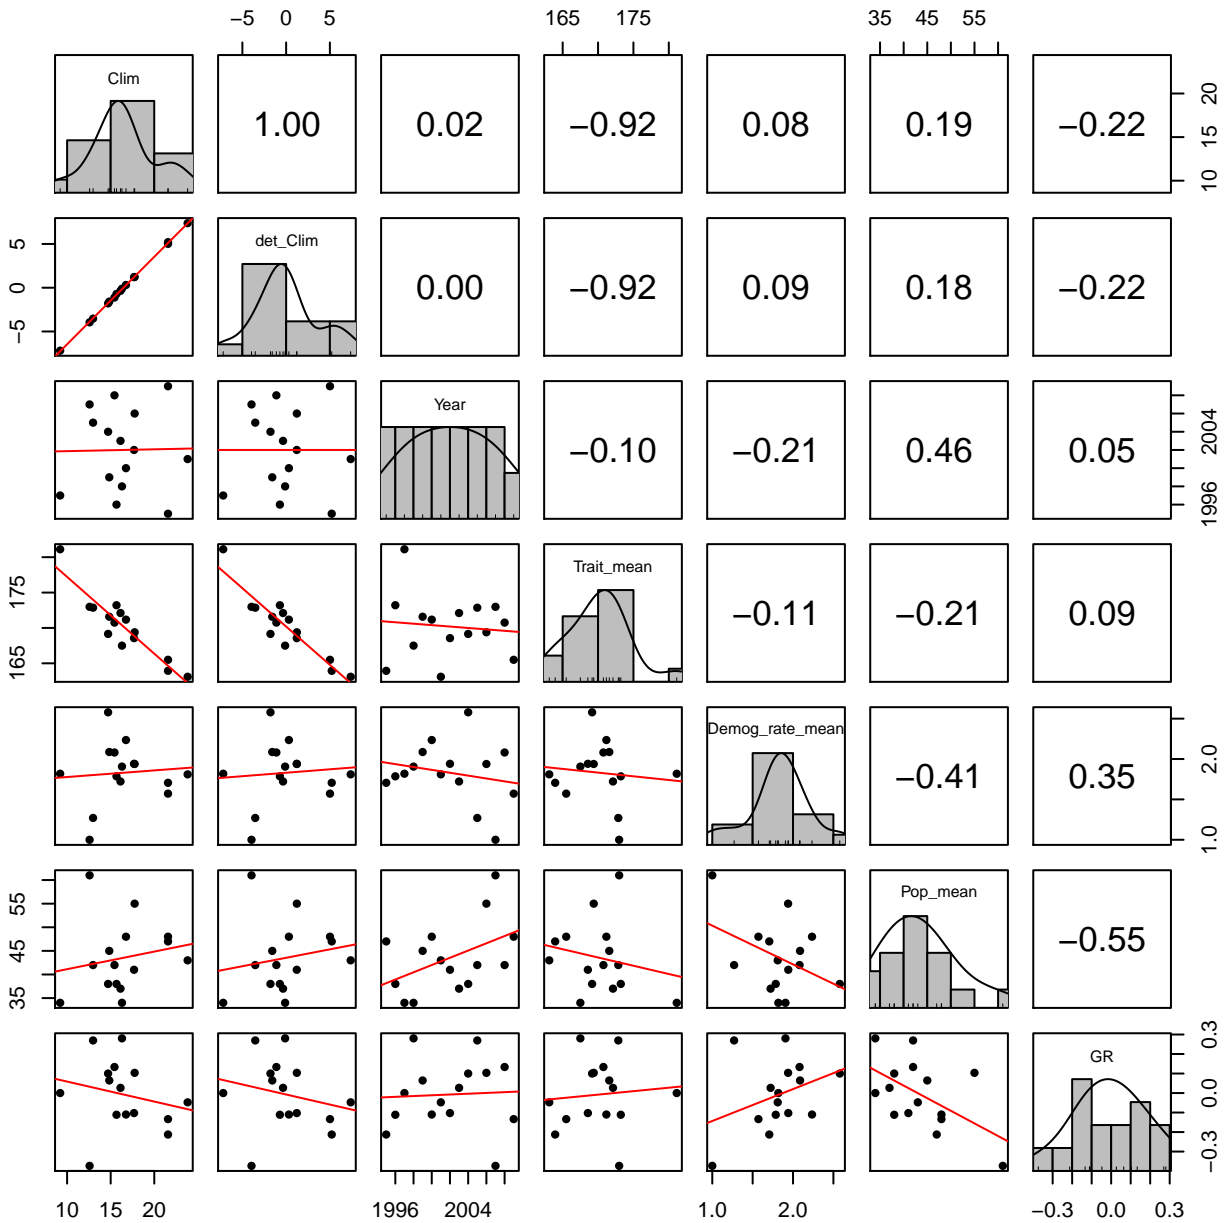 −5 0 5 165 175 35 45 55
Clim 1.00 0.02 −0.92 0.08 0.19 −0.22 10 15 20
−5 0 5 det_Clim 0.00 −0.92 0.09 0.18 −0.22
Year −0.10 −0.21 0.46 0.05 1996 2004
165 175 Trait_mean −0.11 −0.21 0.09
Demog_rate_mean −0.41 0.35 1.0 2.0
35 45 55 Pop_mean −0.55
GR −0.3 0.0 0.3
10 15 20 1996 2004 1.0 2.0 −0.3 0.0 0.3